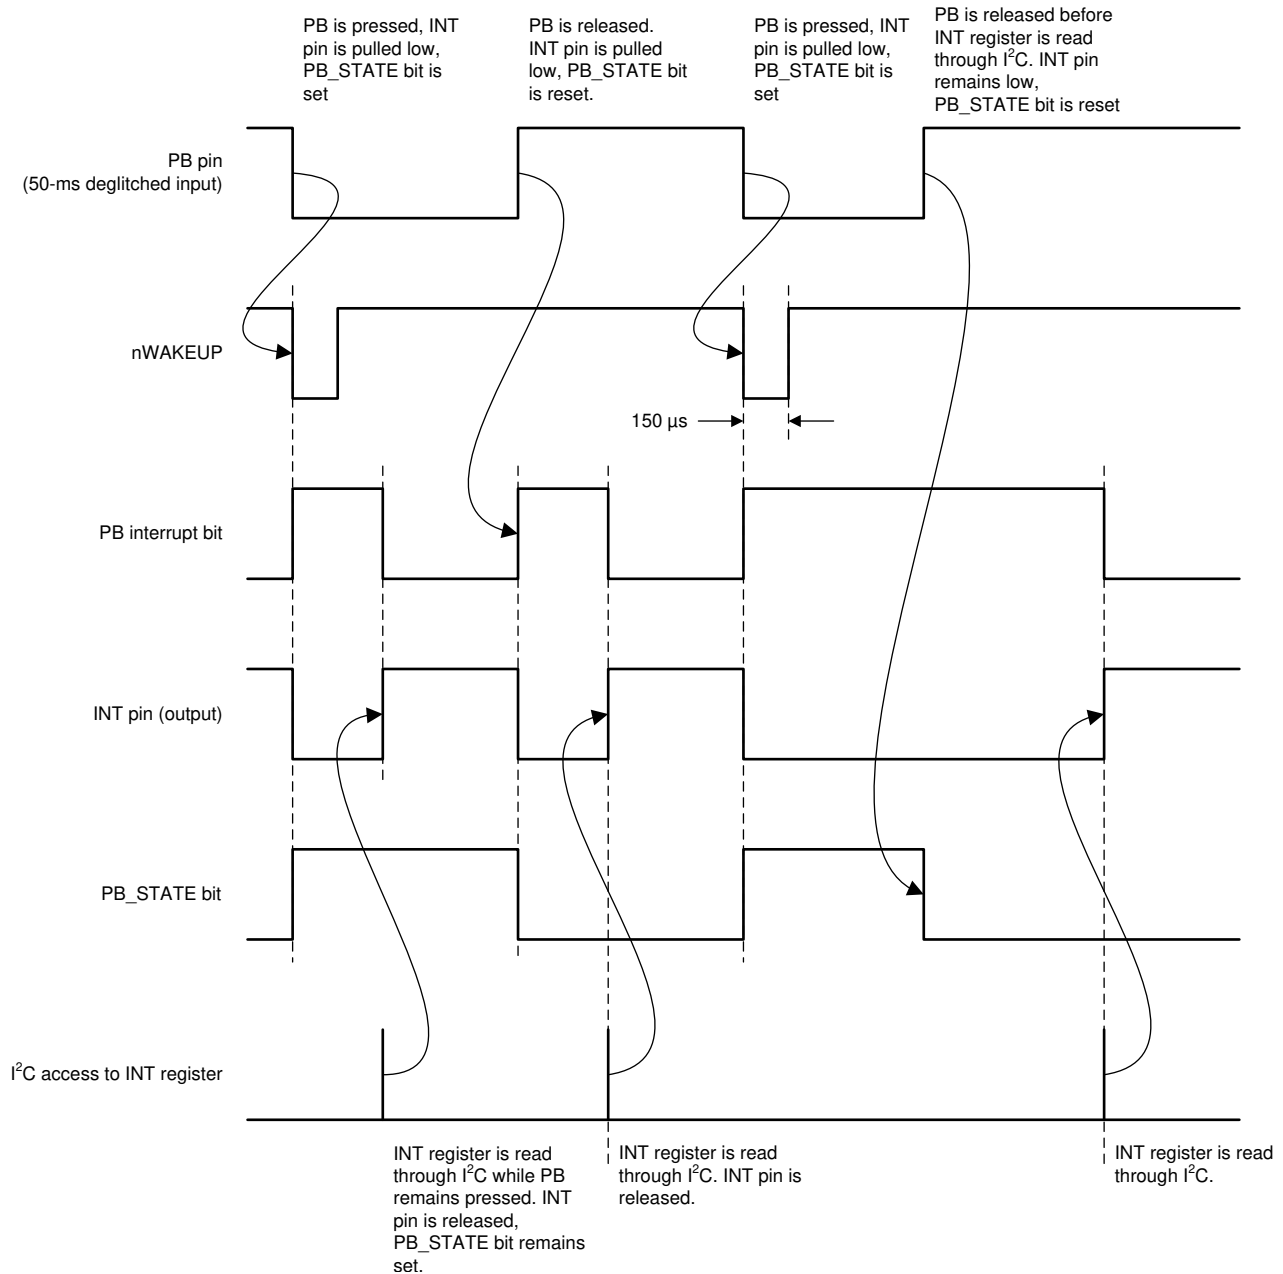 PB is pressed, INT
pin is pulled low,
PB_STATE bit is
set
PB is released.
INT pin is pulled
low, PB_STATE bit
is reset.
PB is pressed, INT
pin is pulled low,
PB_STATE bit is
set
PB is released before
INT register is read
through I²C. INT pin
remains low,
PB_STATE bit is reset
PB pin
(50-ms deglitched input)
nWAKEUP
150 µs
PB interrupt bit
INT pin (output)
PB_STATE bit
I²C access to INT register
INT register is read
through I²C while PB
remains pressed. INT
pin is released,
PB_STATE bit remains
set.
INT register is read
through I²C. INT pin is
released.
INT register is read
through I²C.